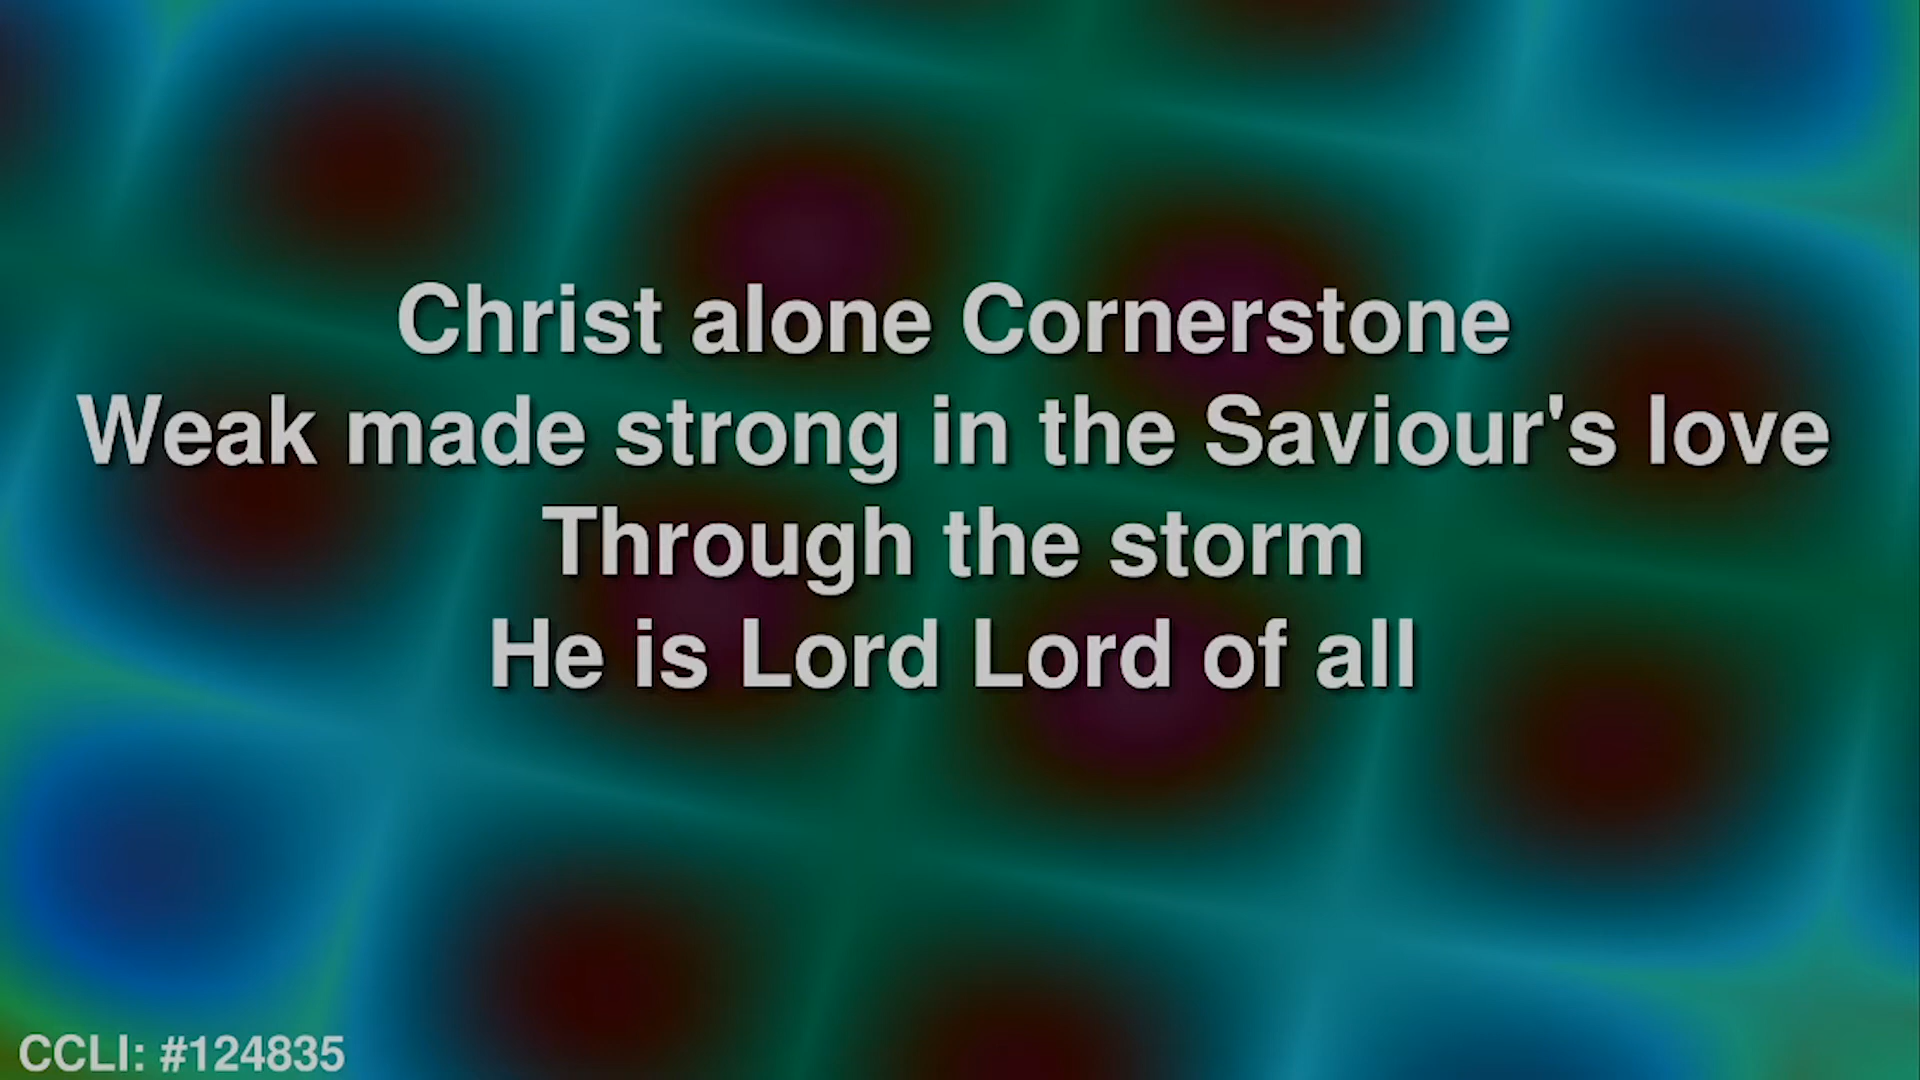 Christ alone Cornerstone
Weak made strong in the Saviour's love
Through the storm
He is Lord Lord of all
CCLI: #124835